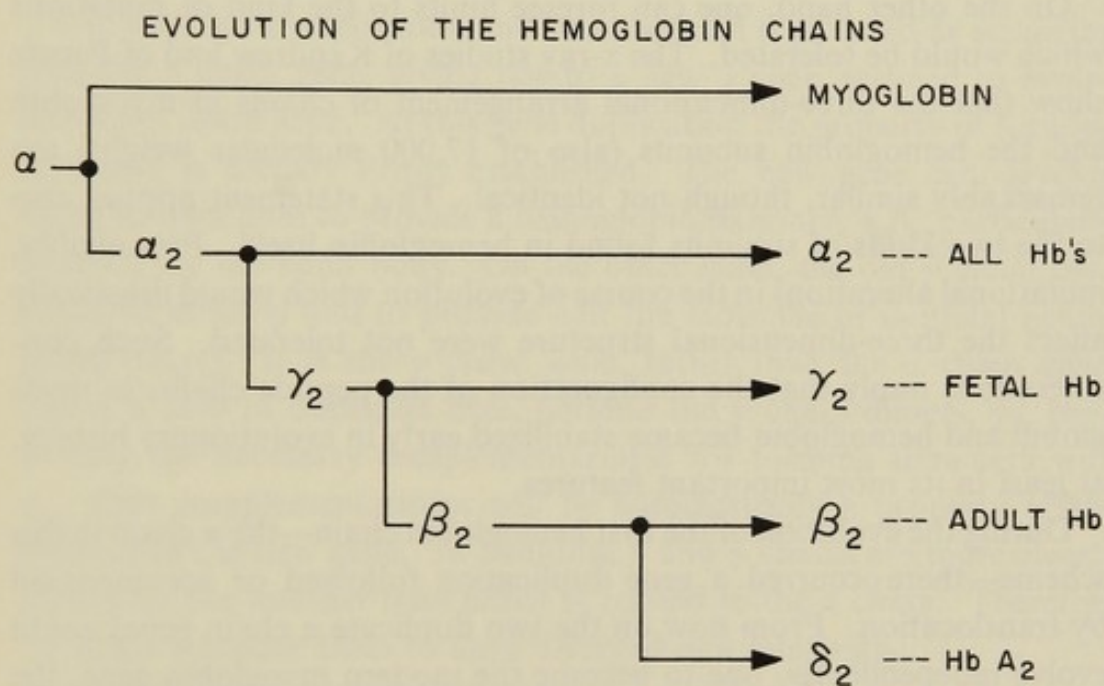 EVOLUTION OF THE HEMOGLOBIN CHAINS
MYOGLOBIN
α
α₂ α₂ --- ALL Hb's
γ₂ γ₂ --- FETAL Hb
β₂ β₂ --- ADULT Hb
δ₂ --- Hb A₂